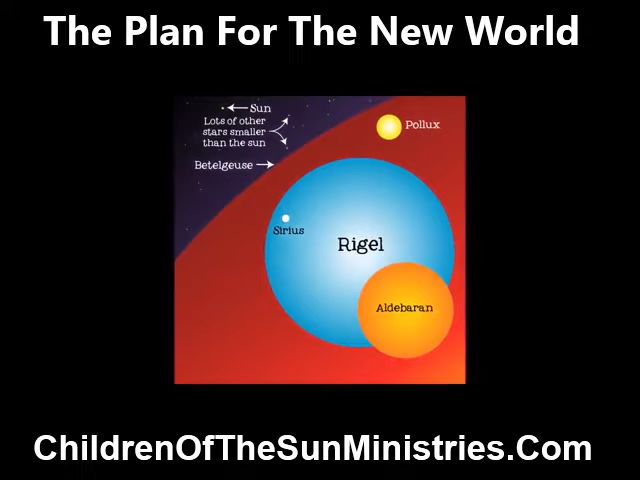 The Plan For The New World
Sun
Lots of other
stars smaller
than the sun
Pollux
Betelgeuse
Sirius
Rigel
Aldebaran
ChildrenOfTheSunMinistries.Com